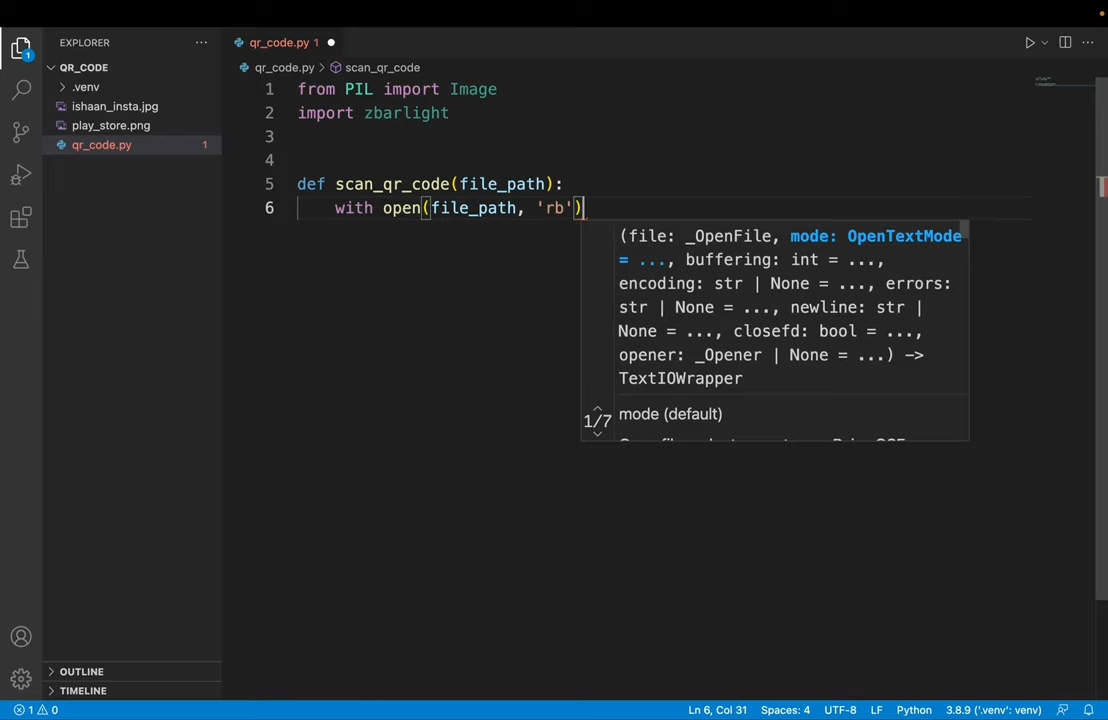 EXPLORER
QR_CODE
.venv
ishaan_insta.jpg
play_store.png
qr_code.py 1
1
qr_code.py 1
qr_code.py scan_qr_code
1 from PIL import Image
2 import zbarlight
3
4
5 def scan_qr_code(file_path):
6 with open(file_path, 'rb')
(file: _OpenFile, mode: OpenTextMode
= ..., buffering: int = ...,
encoding: str | None = ..., errors:
str | None = ..., newline: str |
None = ..., closefd: bool = ...,
opener: _Opener | None = ...) ->
TextIOWrapper
1/7
mode (default)
OUTLINE
TIMELINE
1 0 Ln 6, Col 31 Spaces: 4 UTF-8 LF Python 3.8.9 ('.venv': venv)